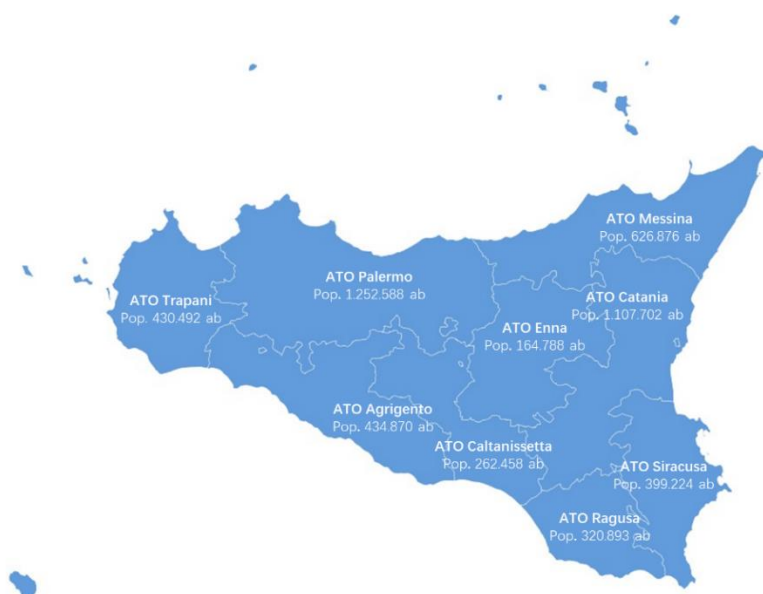 ATO Messina
Pop. 626.876 ab
ATO Palermo
Pop. 1.252.588 ab
ATO Trapani
Pop. 430.492 ab
ATO Catania
Pop. 1.107.702 ab
ATO Enna
Pop. 164.788 ab
ATO Agrigento
Pop. 434.870 ab
ATO Caltanissetta
Pop. 262.458 ab
ATO Siracusa
Pop. 399.224 ab
ATO Ragusa
Pop. 320.893 ab